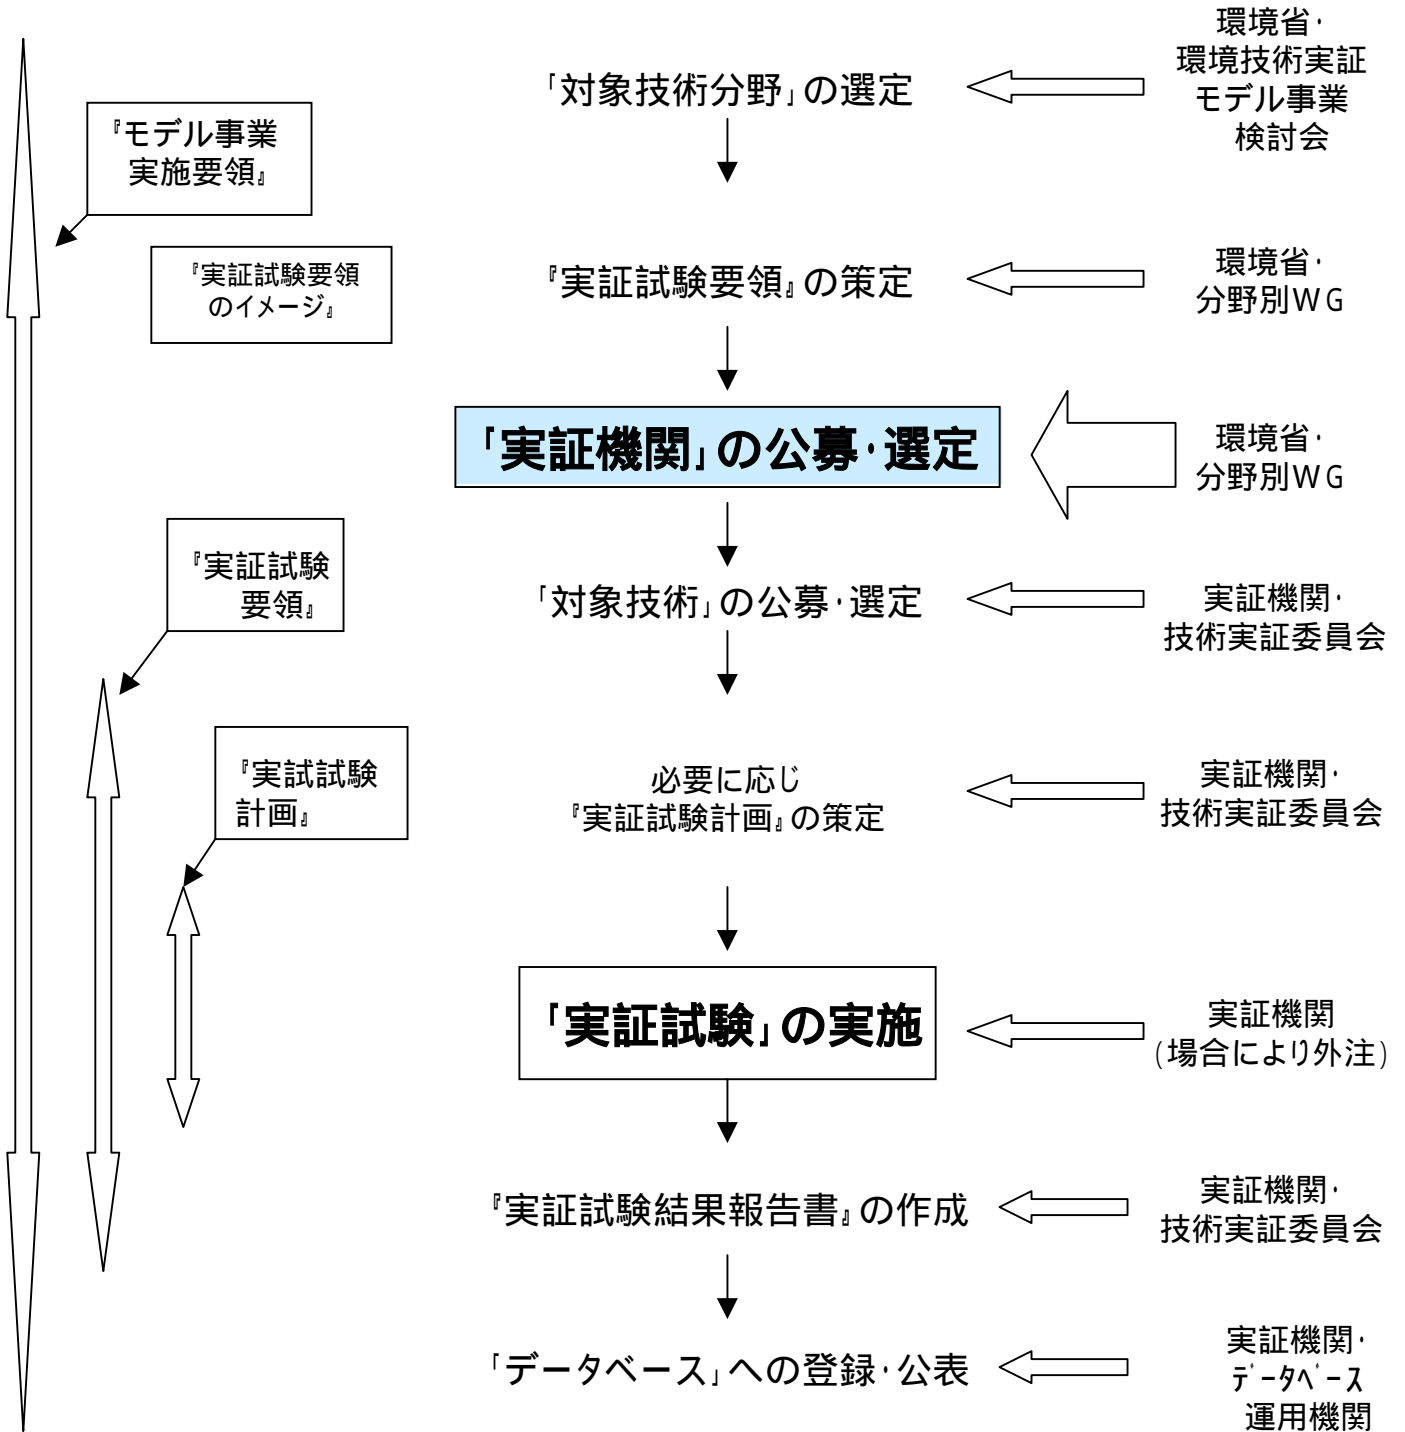 環境省・
環境技術実証
モデル事業
検討会
「対象技術分野」の選定
『モデル事業
実施要領』
『実証試験要領
のイメージ』
『実証試験要領』の策定
環境省・
分野別WG
「実証機関」の公募・選定
環境省・
分野別WG
『実証試験
要領』
「対象技術」の公募・選定
実証機関・
技術実証委員会
『実試試験
計画』
必要に応じ
『実証試験計画』の策定
実証機関・
技術実証委員会
「実証試験」の実施
実証機関
(場合により外注)
『実証試験結果報告書』の作成
実証機関・
技術実証委員会
「データベース」への登録・公表
実証機関・
ﾃﾞｰﾀﾍﾞｰｽ
運用機関